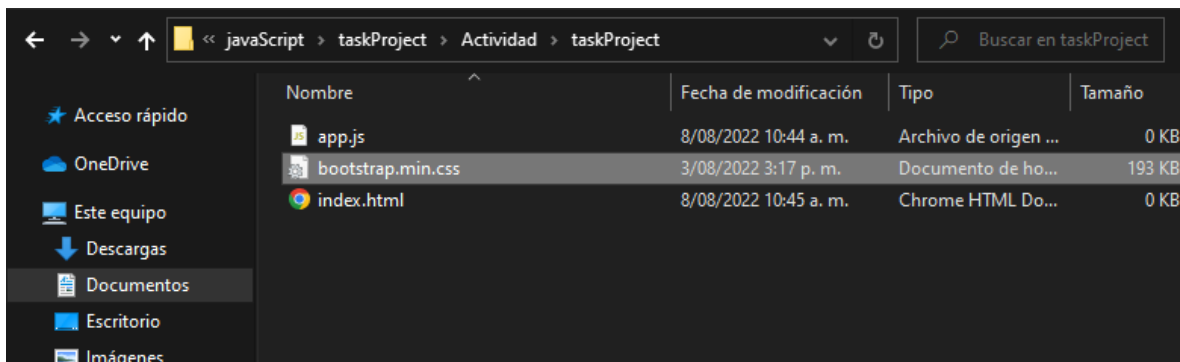 « javaScript › taskProject › Actividad › taskProject
Buscar en taskProject
Nombre Fecha de modificación Tipo Tamaño
Acceso rápido
OneDrive
Este equipo
Descargas
Documentos
Escritorio
Imágenes
JS app.js 8/08/2022 10:44 a. m. Archivo de origen ... 0 KB
bootstrap.min.css 3/08/2022 3:17 p. m. Documento de ho... 193 KB
index.html 8/08/2022 10:45 a. m. Chrome HTML Do... 0 KB